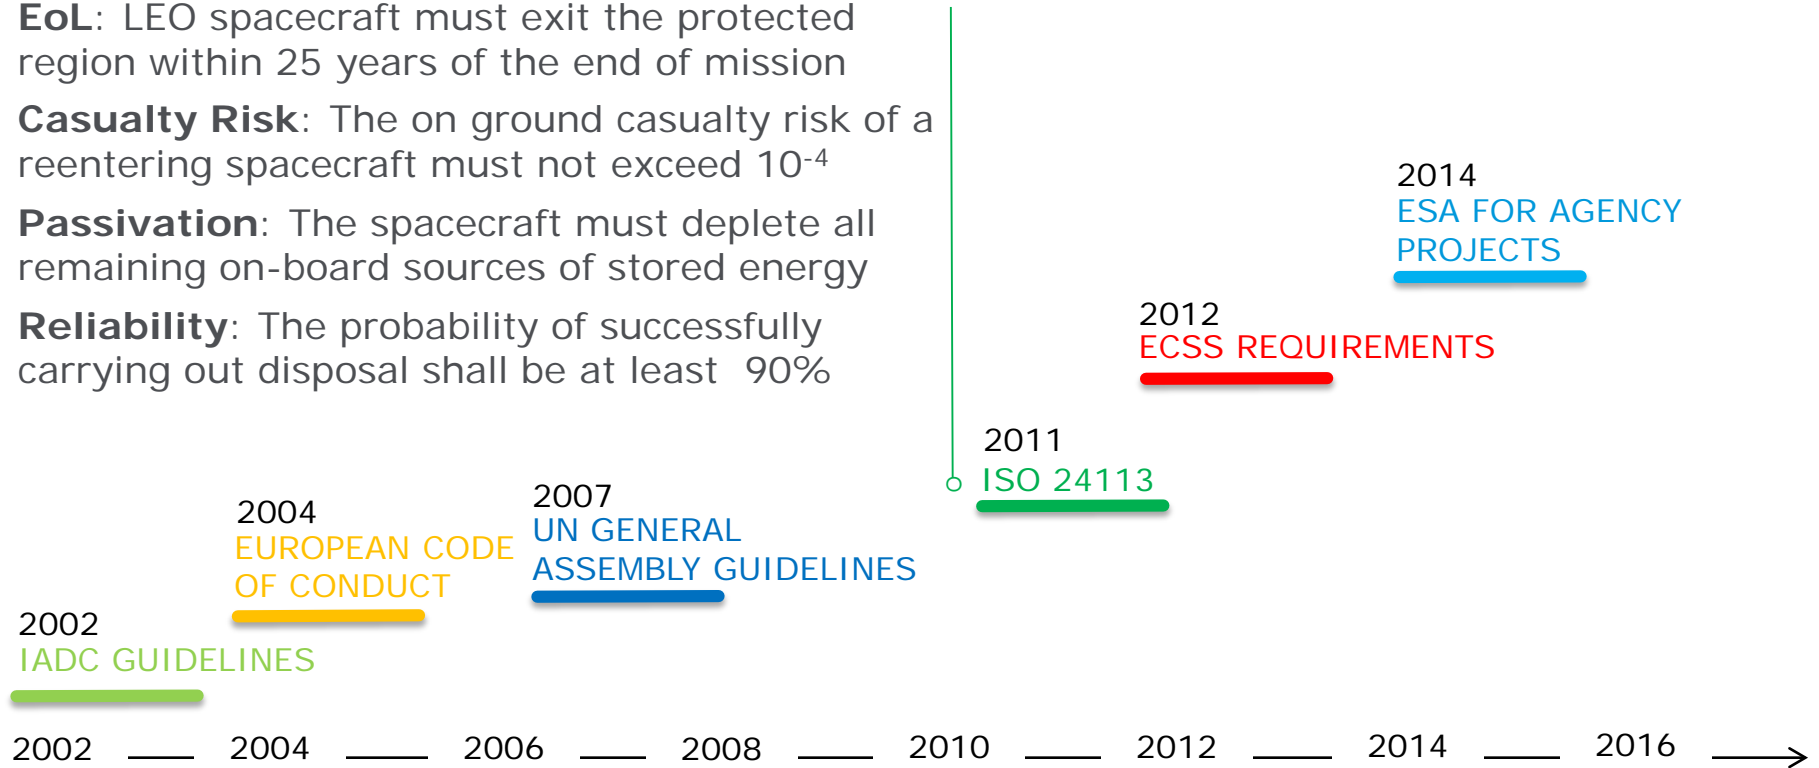 EoL: LEO spacecraft must exit the protected
region within 25 years of the end of mission
Casualty Risk: The on ground casualty risk of a
reentering spacecraft must not exceed 10⁻⁴
Passivation: The spacecraft must deplete all
remaining on-board sources of stored energy
Reliability: The probability of successfully
carrying out disposal shall be at least 90%
2014
ESA FOR AGENCY
PROJECTS
2012
ECSS REQUIREMENTS
2011
ISO 24113
2007
UN GENERAL
ASSEMBLY GUIDELINES
2004
EUROPEAN CODE
OF CONDUCT
2002
IADC GUIDELINES
2002 2004 2006 2008 2010 2012 2014 2016